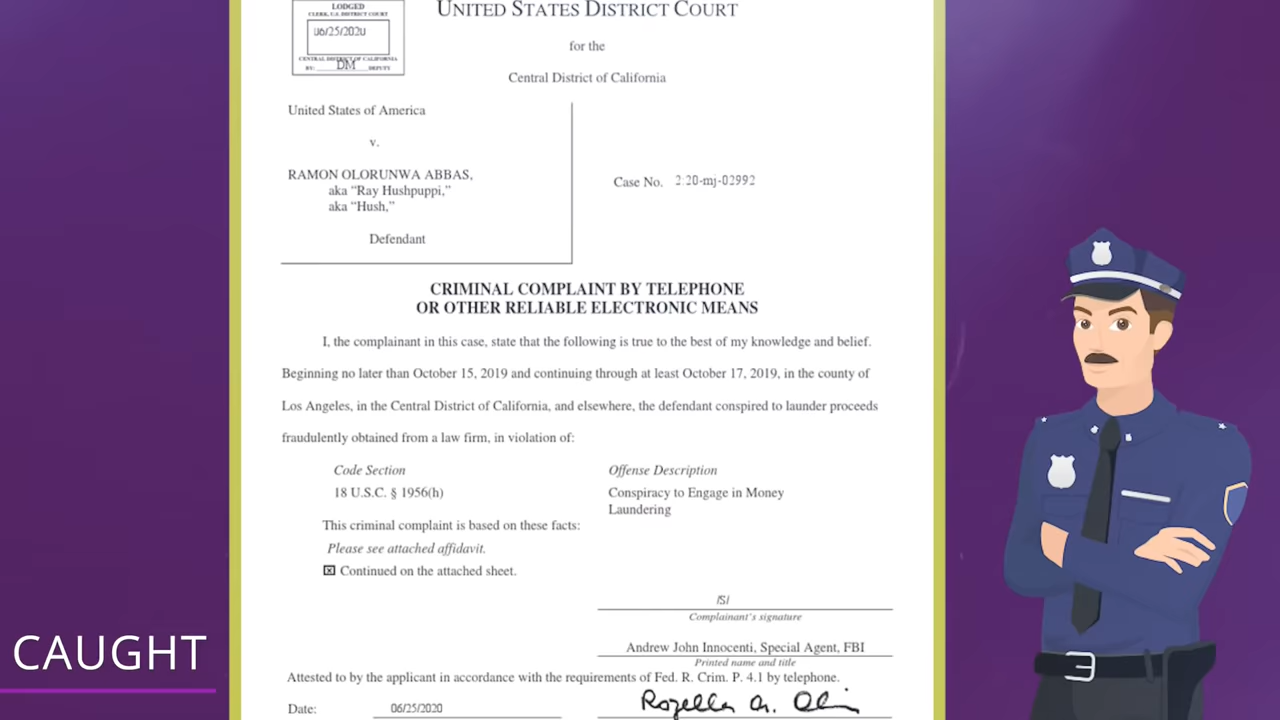 LODGED
CLERK, U.S. DISTRICT COURT
06/25/2020
CENTRAL DISTRICT OF CALIFORNIA
BY: DM DEPUTY
UNITED STATES DISTRICT COURT
for the
Central District of California
United States of America
v.
RAMON OLORUNWA ABBAS,
aka “Ray Hushpuppi,”
aka “Hush,”
Defendant
Case No. 2:20-mj-02992
CRIMINAL COMPLAINT BY TELEPHONE
OR OTHER RELIABLE ELECTRONIC MEANS
I, the complainant in this case, state that the following is true to the best of my knowledge and belief.
Beginning no later than October 15, 2019 and continuing through at least October 17, 2019, in the county of
Los Angeles, in the Central District of California, and elsewhere, the defendant conspired to launder proceeds
fraudulently obtained from a law firm, in violation of:
Code Section Offense Description
18 U.S.C. § 1956(h) Conspiracy to Engage in Money
Laundering
This criminal complaint is based on these facts:
Please see attached affidavit.
☒ Continued on the attached sheet.
/S/
Complainant's signature
Andrew John Innocenti, Special Agent, FBI
Printed name and title
Attested to by the applicant in accordance with the requirements of Fed. R. Crim. P. 4.1 by telephone.
Date: 06/25/2020
CAUGHT